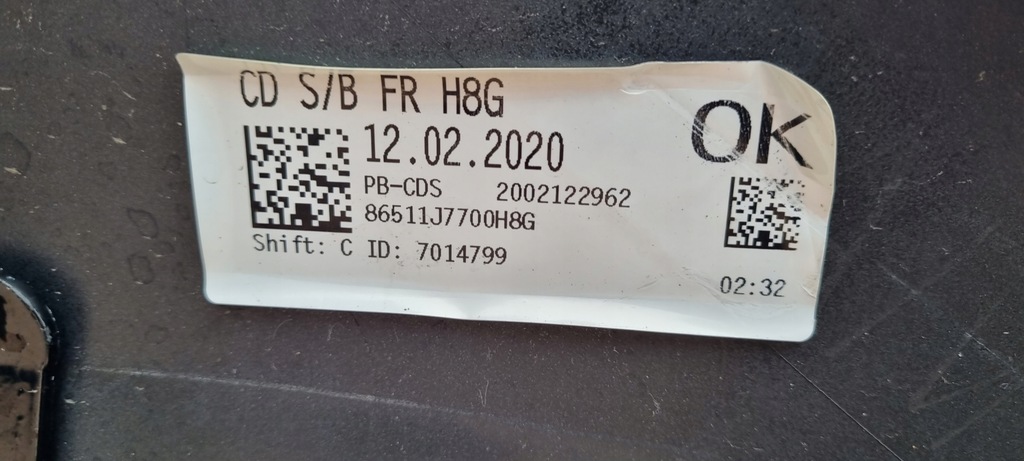 CD S/B FR H8G
OK
12.02.2020
PB-CDS 2002122962
86511J7700H8G
Shift: C ID: 7014799
02:32